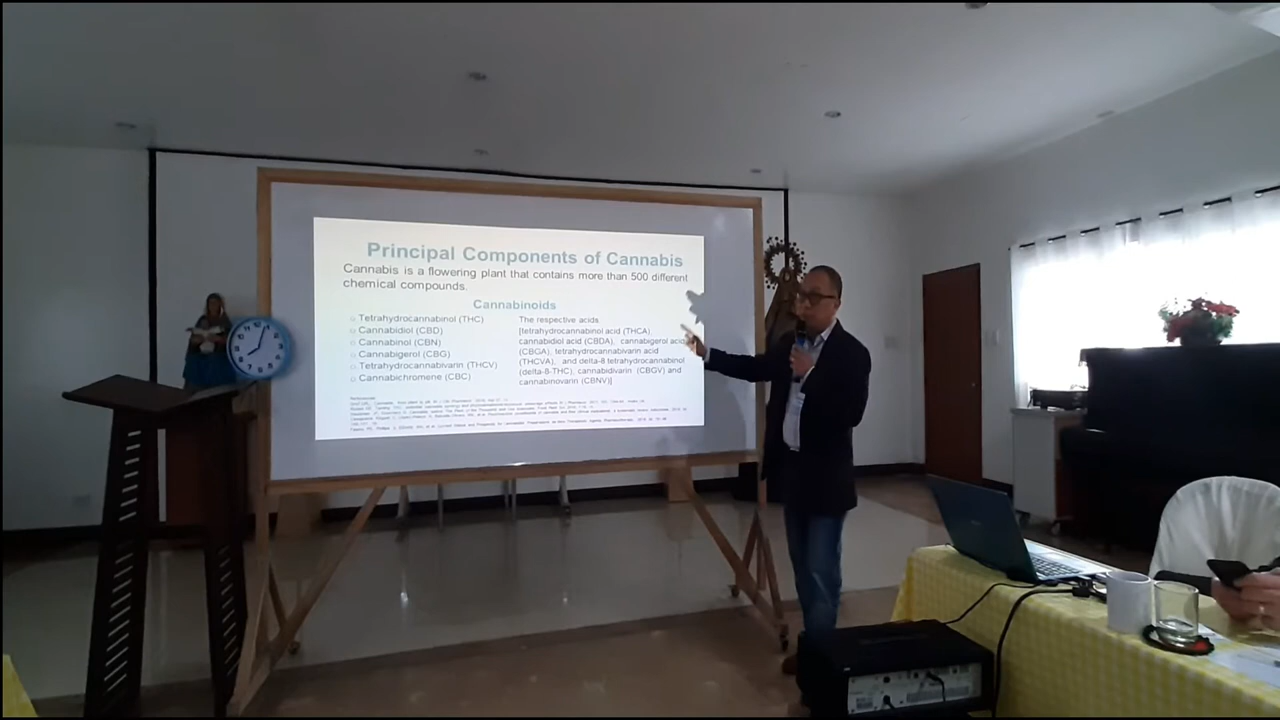 Principal Components of Cannabis
Cannabis is a flowering plant that contains more than 500 different
chemical compounds.
Cannabinoids
Tetrahydrocannabinol (THC)
Cannabidiol (CBD)
Cannabinol (CBN)
Cannabigerol (CBG)
Tetrahydrocannabivarin (THCV)
Cannabichromene (CBC)
The respective acids
[tetrahydrocannabinol acid (THCA),
cannabidiol acid (CBDA), cannabigerol acid
(CBGA), tetrahydrocannabivarin acid
(THCVA), and delta-8 tetrahydrocannabinol
(delta-8-THC), cannabidivarin (CBGV) and
cannabinovarin (CBNV)]